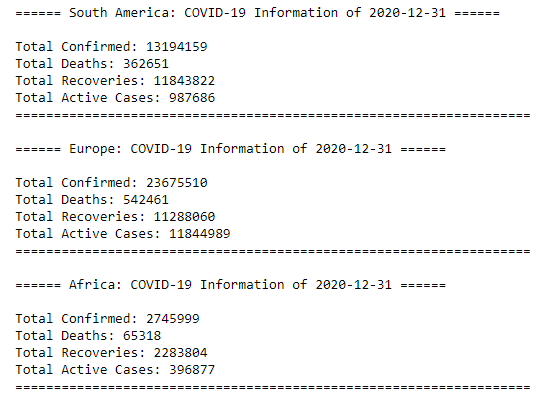 ====== South America: COVID-19 Information of 2020-12-31 ======
Total Confirmed: 13194159
Total Deaths: 362651
Total Recoveries: 11843822
Total Active Cases: 987686
===================================================================
====== Europe: COVID-19 Information of 2020-12-31 ======
Total Confirmed: 23675510
Total Deaths: 542461
Total Recoveries: 11288060
Total Active Cases: 11844989
===================================================================
====== Africa: COVID-19 Information of 2020-12-31 ======
Total Confirmed: 2745999
Total Deaths: 65318
Total Recoveries: 2283804
Total Active Cases: 396877
===================================================================